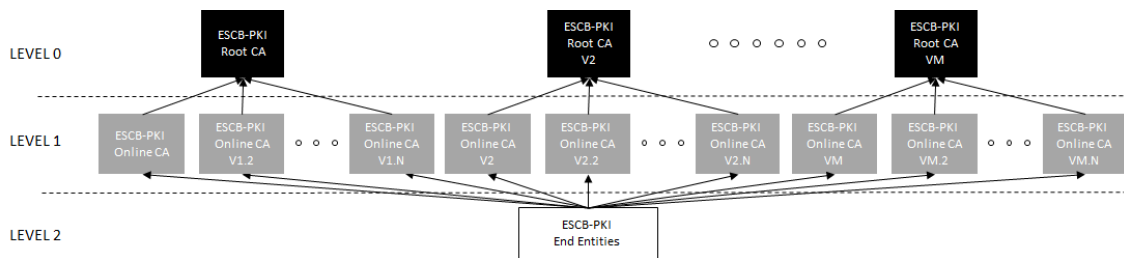 LEVEL 0
ESCB-PKI
Root CA
ESCB-PKI
Root CA
V2
ESCB-PKI
Root CA
VM
LEVEL 1
ESCB-PKI
Online CA
ESCB-PKI
Online CA
V1.2
ESCB-PKI
Online CA
V1.N
ESCB-PKI
Online CA
V2
ESCB-PKI
Online CA
V2.2
ESCB-PKI
Online CA
V2.N
ESCB-PKI
Online CA
VM
ESCB-PKI
Online CA
VM.2
ESCB-PKI
Online CA
VM.N
LEVEL 2
ESCB-PKI
End Entities